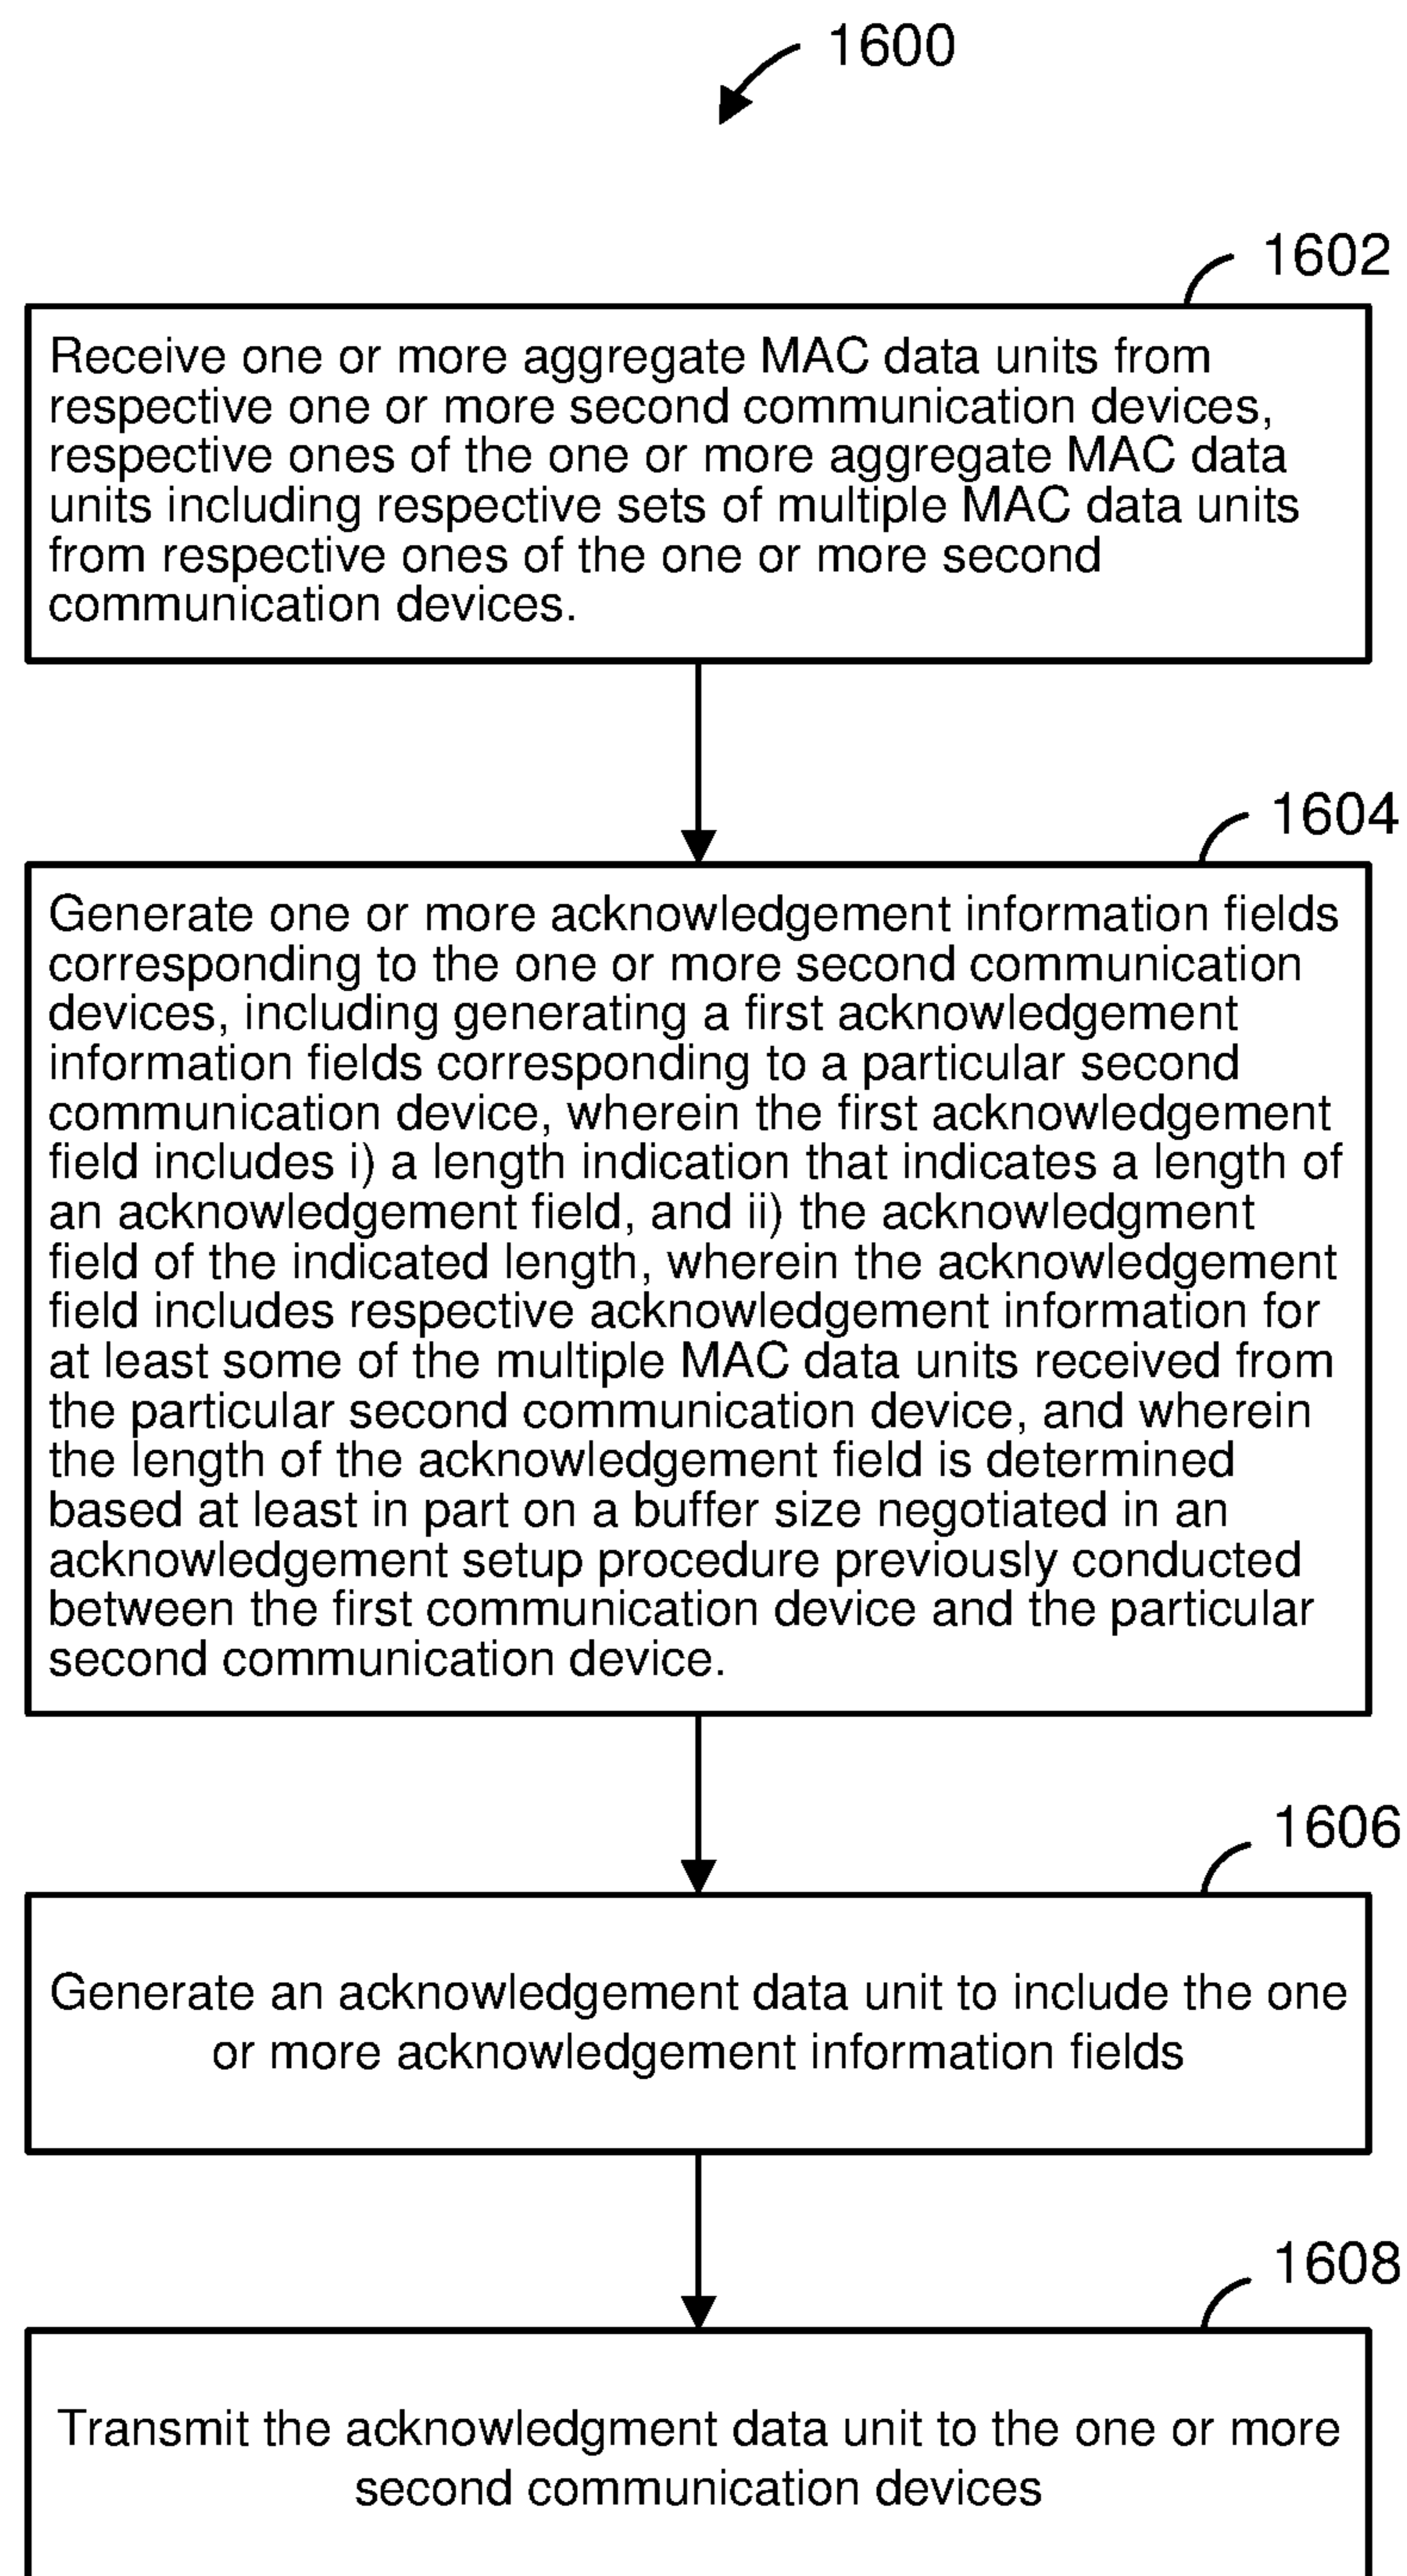 1600
1602
Receive one or more aggregate MAC data units from
respective one or more second communication devices,
respective ones of the one or more aggregate MAC data
units including respective sets of multiple MAC data units
from respective ones of the one or more second
communication devices.
1604
Generate one or more acknowledgement information fields
corresponding to the one or more second communication
devices, including generating a first acknowledgement
information fields corresponding to a particular second
communication device, wherein the first acknowledgement
field includes i) a length indication that indicates a length of
an acknowledgement field, and ii) the acknowledgment
field of the indicated length, wherein the acknowledgement
field includes respective acknowledgement information for
at least some of the multiple MAC data units received from
the particular second communication device, and wherein
the length of the acknowledgement field is determined
based at least in part on a buffer size negotiated in an
acknowledgement setup procedure previously conducted
between the first communication device and the particular
second communication device.
1606
Generate an acknowledgement data unit to include the one
or more acknowledgement information fields
1608
Transmit the acknowledgment data unit to the one or more
second communication devices